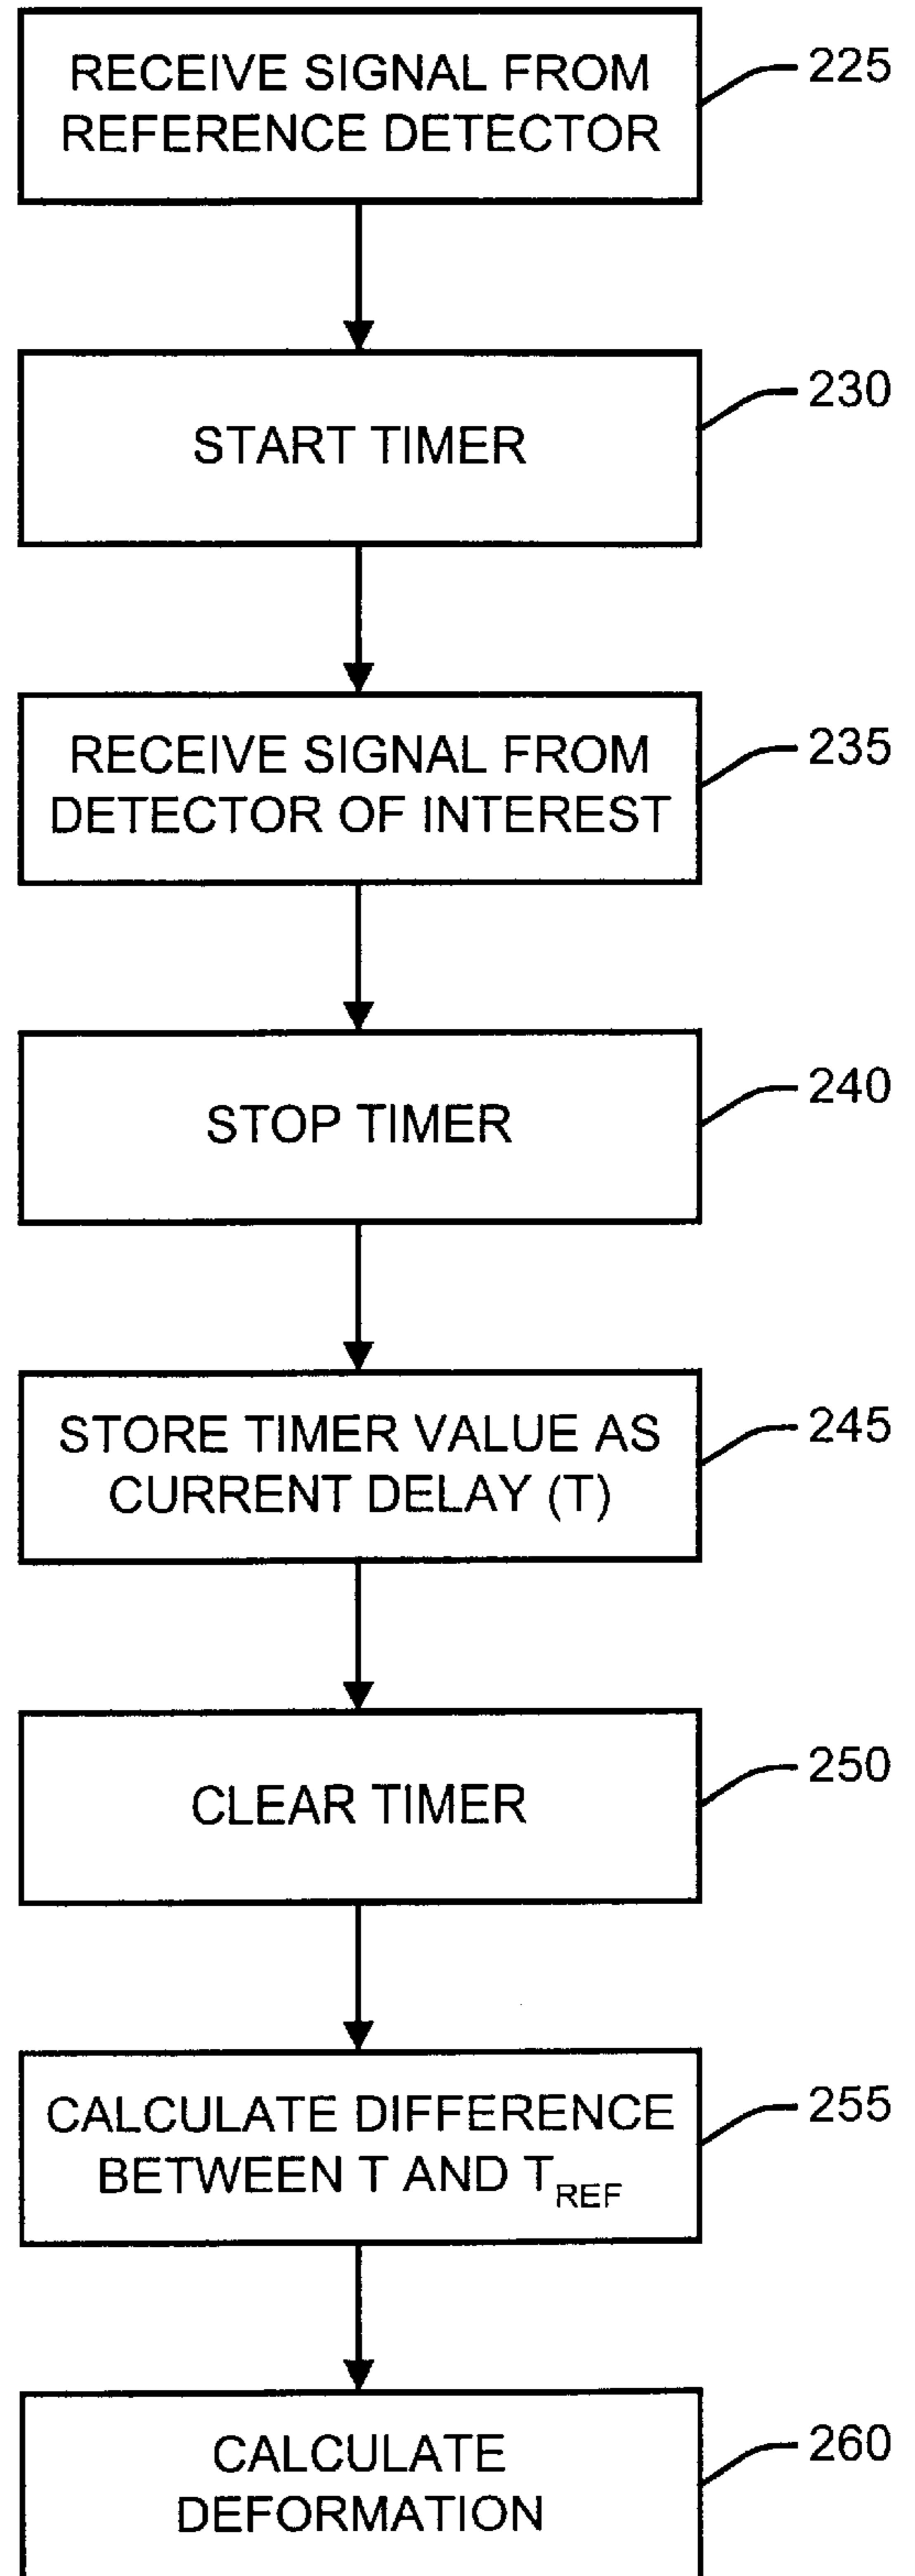 RECEIVE SIGNAL FROM
REFERENCE DETECTOR
225
START TIMER
230
RECEIVE SIGNAL FROM
DETECTOR OF INTEREST
235
STOP TIMER
240
STORE TIMER VALUE AS
CURRENT DELAY (T)
245
CLEAR TIMER
250
CALCULATE DIFFERENCE
BETWEEN T AND T_REF
255
CALCULATE
DEFORMATION
260